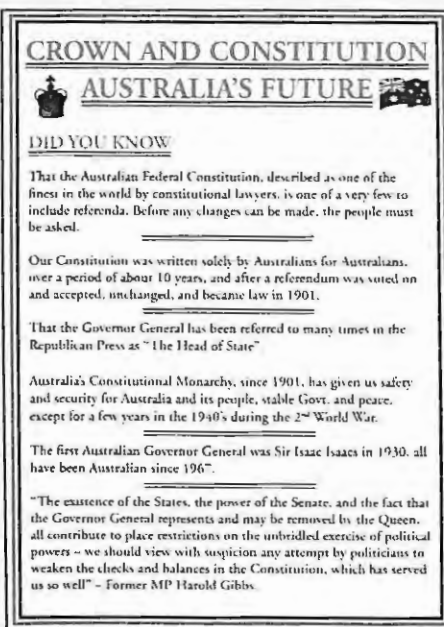 CROWN AND CONSTITUTION
AUSTRALIA'S FUTURE
DID YOU KNOW
That the Australian Federal Constitution, described as one of the
finest in the world by constitutional lawyers, is one of a very few to
include referenda. Before any changes can be made, the people must
be asked.
Our Constitution was written solely by Australians for Australians,
over a period of about 10 years, and after a referendum was voted on
and accepted, unchanged, and became law in 1901.
That the Governor General has been referred to many times in the
Republican Press as "The Head of State"
Australia's Constitutional Monarchy, since 1901, has given us safety
and security for Australia and its people, stable Govt. and peace,
except for a few years in the 1940's during the 2nd World War.
The first Australian Governor General was Sir Isaac Isaacs in 1930, all
have been Australian since 1967.
"The existence of the States, the power of the Senate, and the fact that
the Governor General represents and may be removed by the Queen,
all contribute to place restrictions on the unbridled exercise of political
powers – we should view with suspicion any attempt by politicians to
weaken the checks and balances in the Constitution, which has served
us so well" – Former MP Harold Gibbs